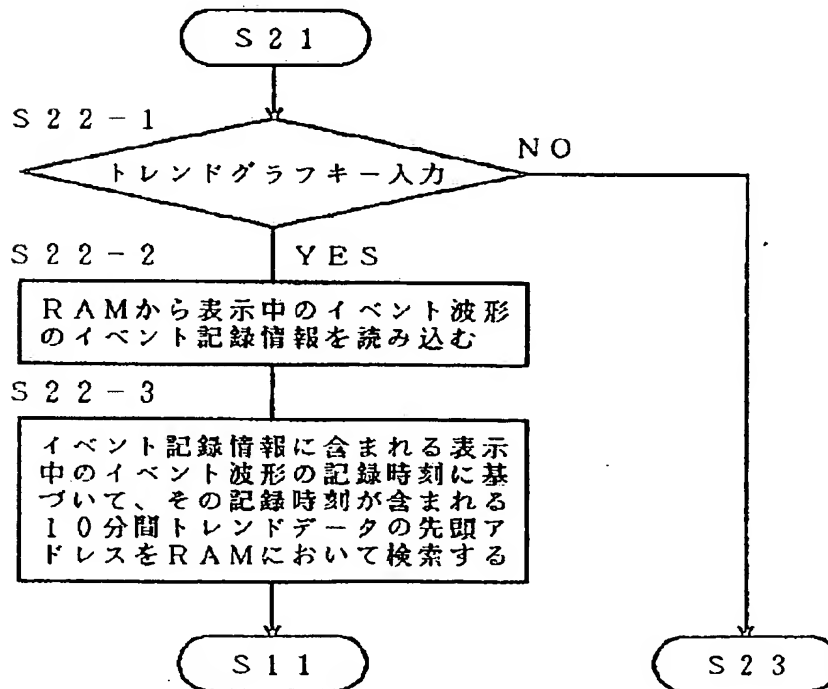 S21
S22-1
トレンドグラフキー入力
NO
S22-2
YES
RAMから表示中のイベント波形
のイベント記録情報を読み込む
S22-3
イベント記録情報に含まれる表示
中のイベント波形の記録時刻に基
づいて、その記録時刻が含まれる
10分間トレンドデータの先頭ア
ドレスをRAMにおいて検索する
S11
S23